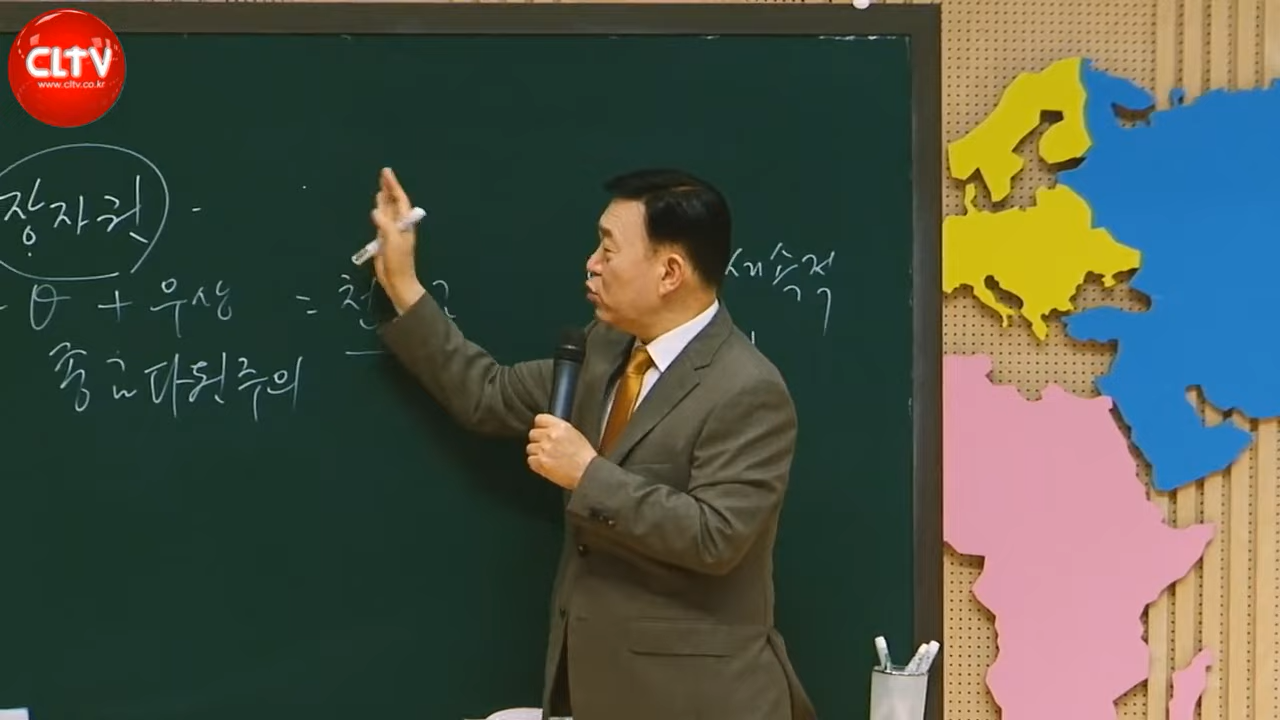 CLTV
www.cltv.co.kr
장자권 -
- θ + 우상 =
종교다원주의
세속적